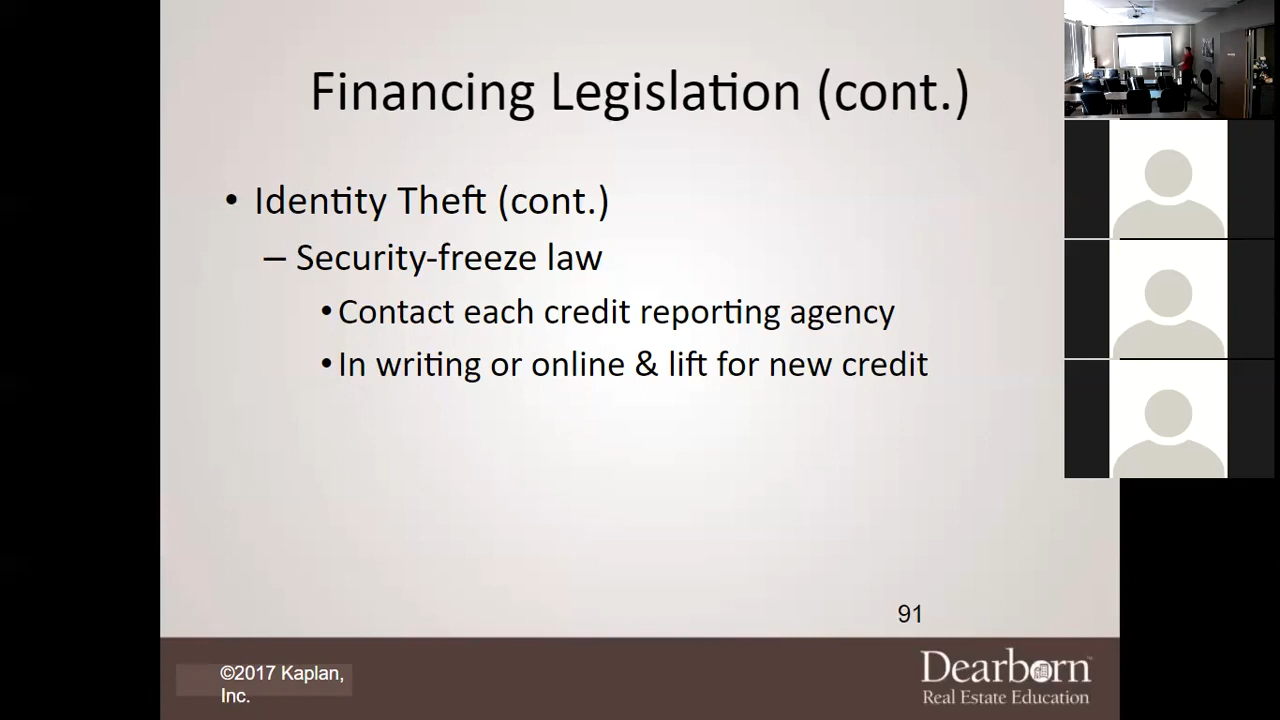 Financing Legislation (cont.)
• Identity Theft (cont.)
– Security-freeze law
• Contact each credit reporting agency
• In writing or online & lift for new credit
91
©2017 Kaplan,
Inc.
Dearborn™
Real Estate Education